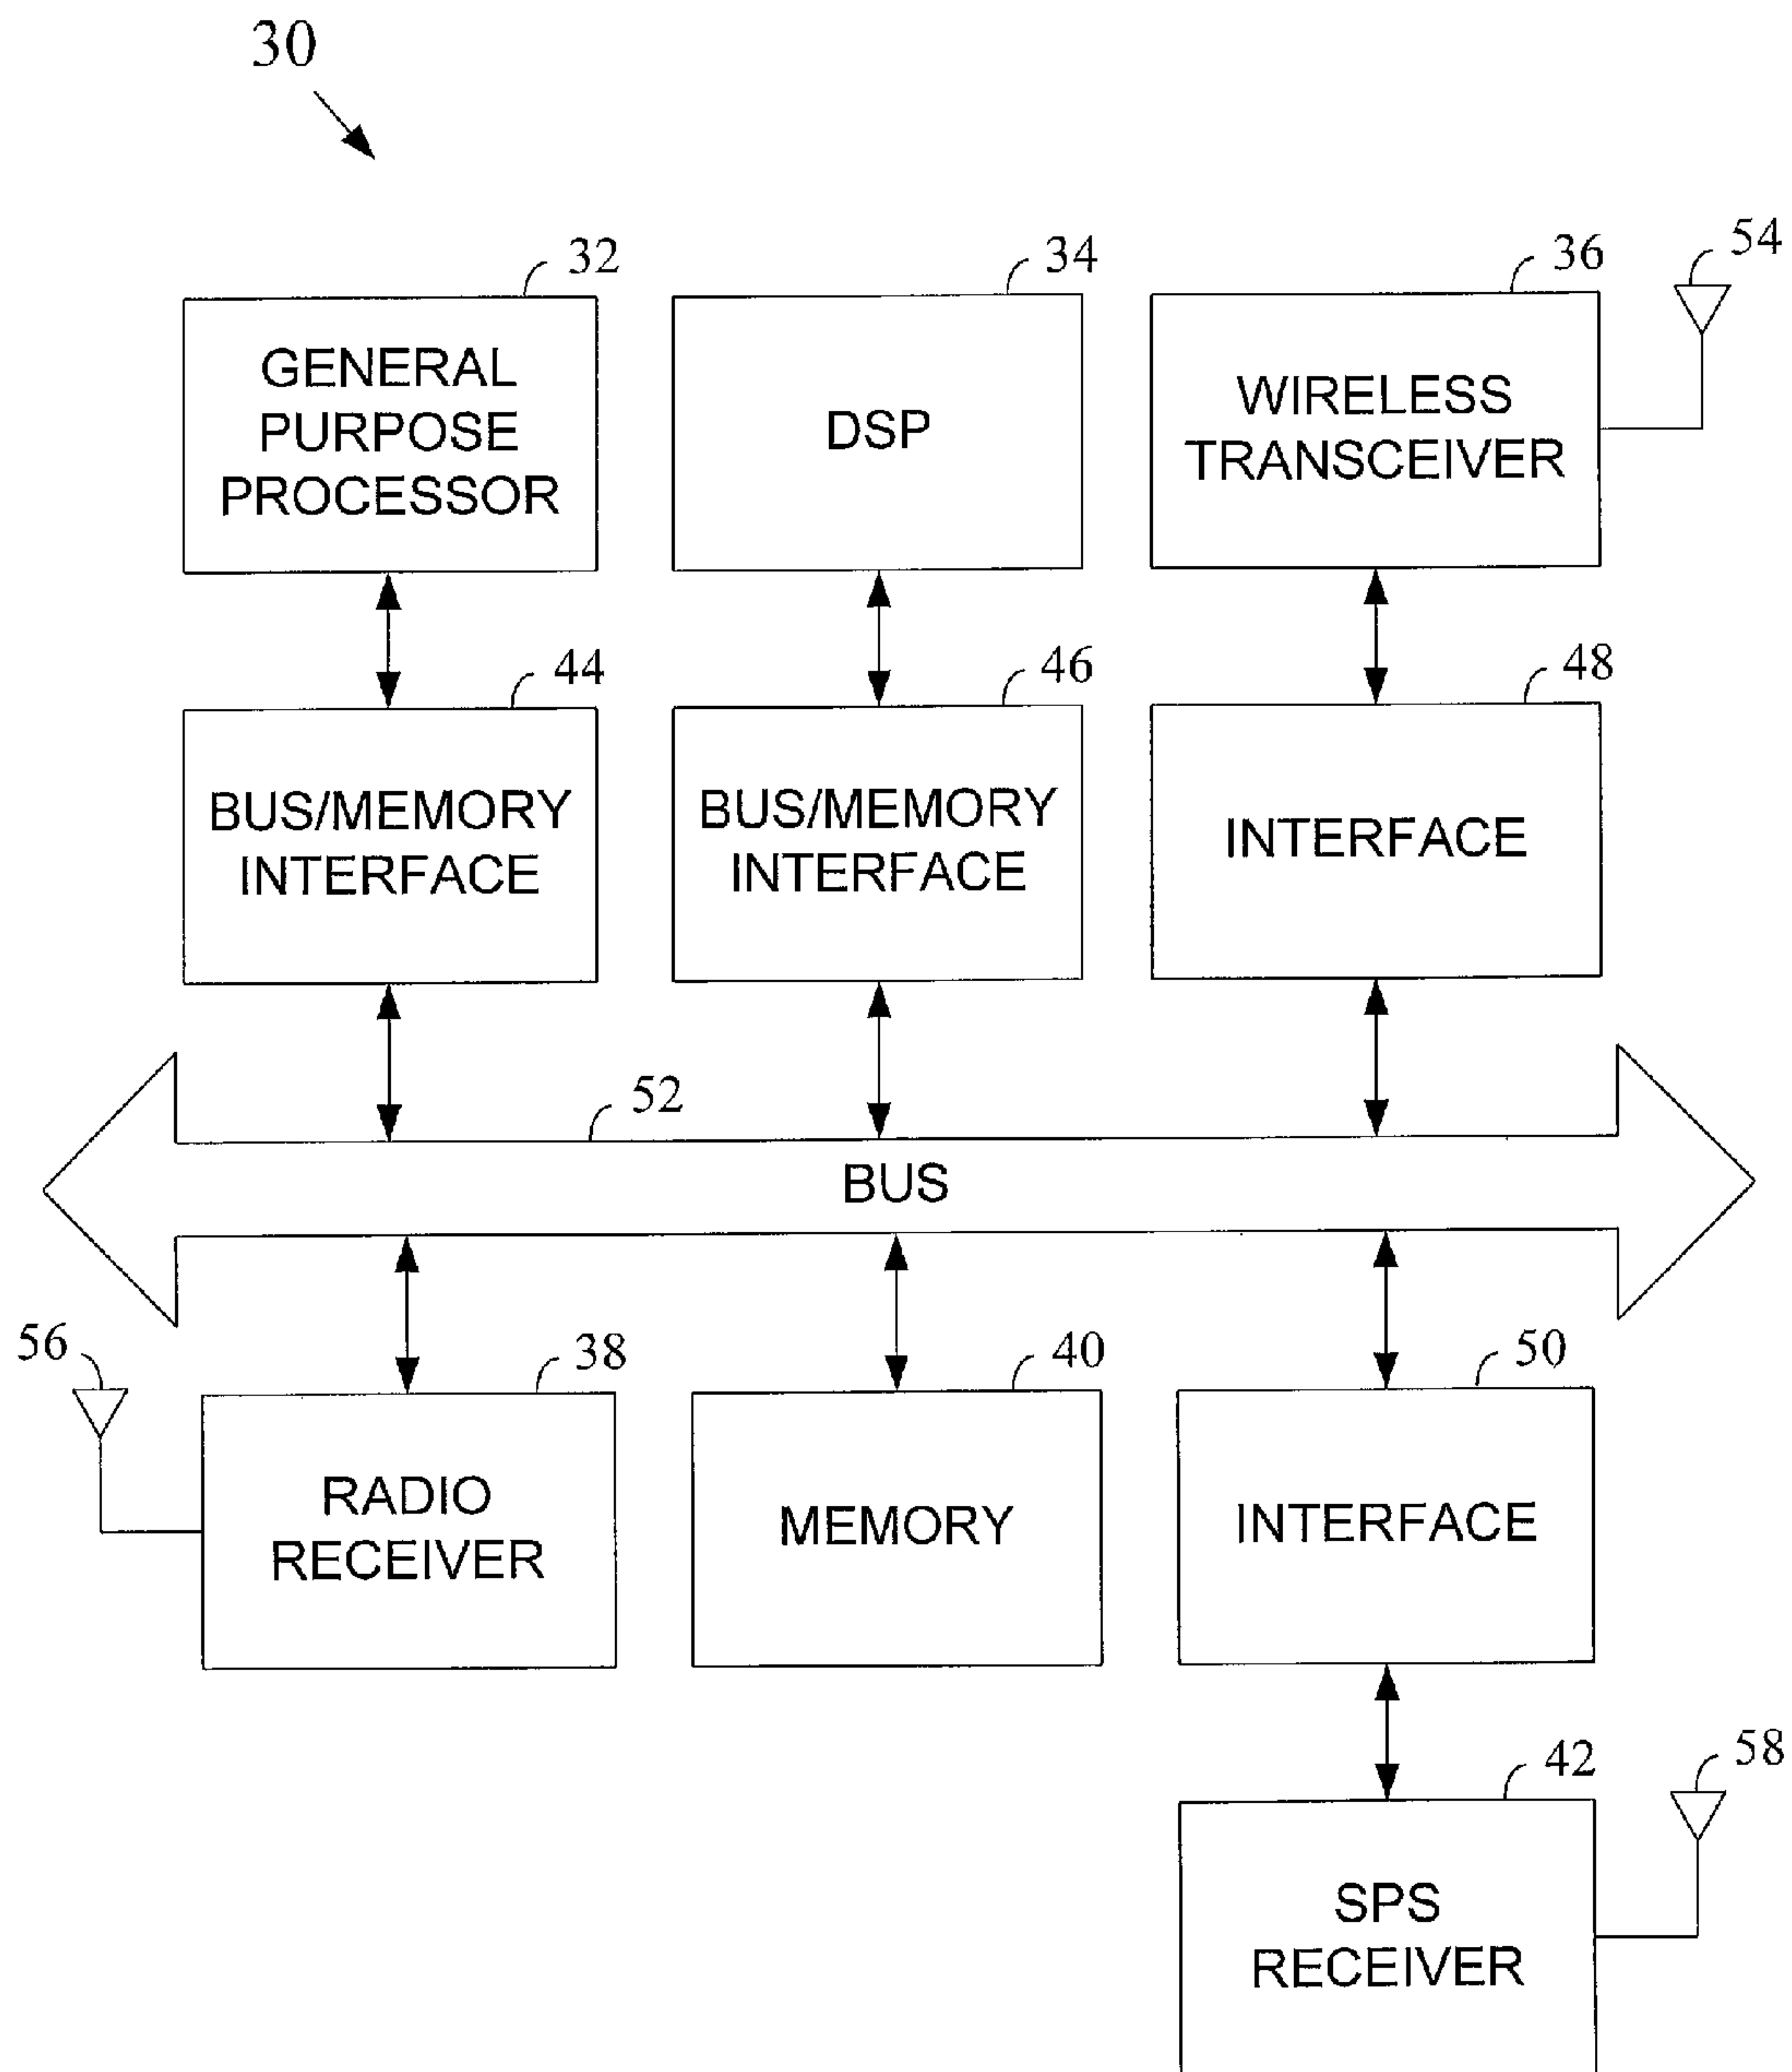 30
32
34
36
54
GENERAL
PURPOSE
PROCESSOR
DSP
WIRELESS
TRANSCEIVER
44
46
48
BUS/MEMORY
INTERFACE
BUS/MEMORY
INTERFACE
INTERFACE
52
BUS
56
38
40
50
RADIO
RECEIVER
MEMORY
INTERFACE
42
58
SPS
RECEIVER